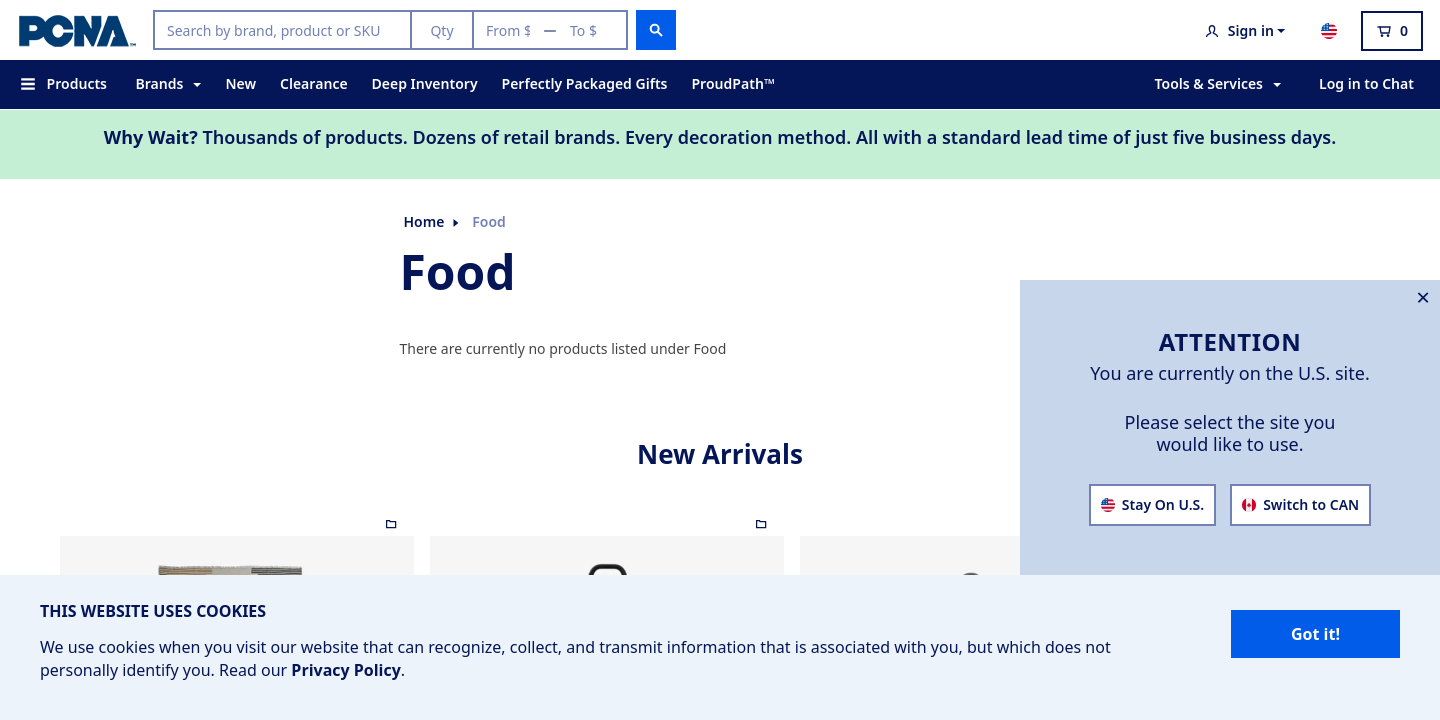 PCNA™
Search by brand, product or SKU
Qty
From $
—
To $
Sign in
0
Products
Brands
New
Clearance
Deep Inventory
Perfectly Packaged Gifts
ProudPath™
Tools & Services
Log in to Chat
Why Wait? Thousands of products. Dozens of retail brands. Every decoration method. All with a standard lead time of just five business days.
Home
Food
Food
There are currently no products listed under Food
ATTENTION
You are currently on the U.S. site.
Please select the site you
would like to use.
Stay On U.S.
Switch to CAN
New Arrivals
THIS WEBSITE USES COOKIES
We use cookies when you visit our website that can recognize, collect, and transmit information that is associated with you, but which does not
personally identify you. Read our Privacy Policy.
Got it!